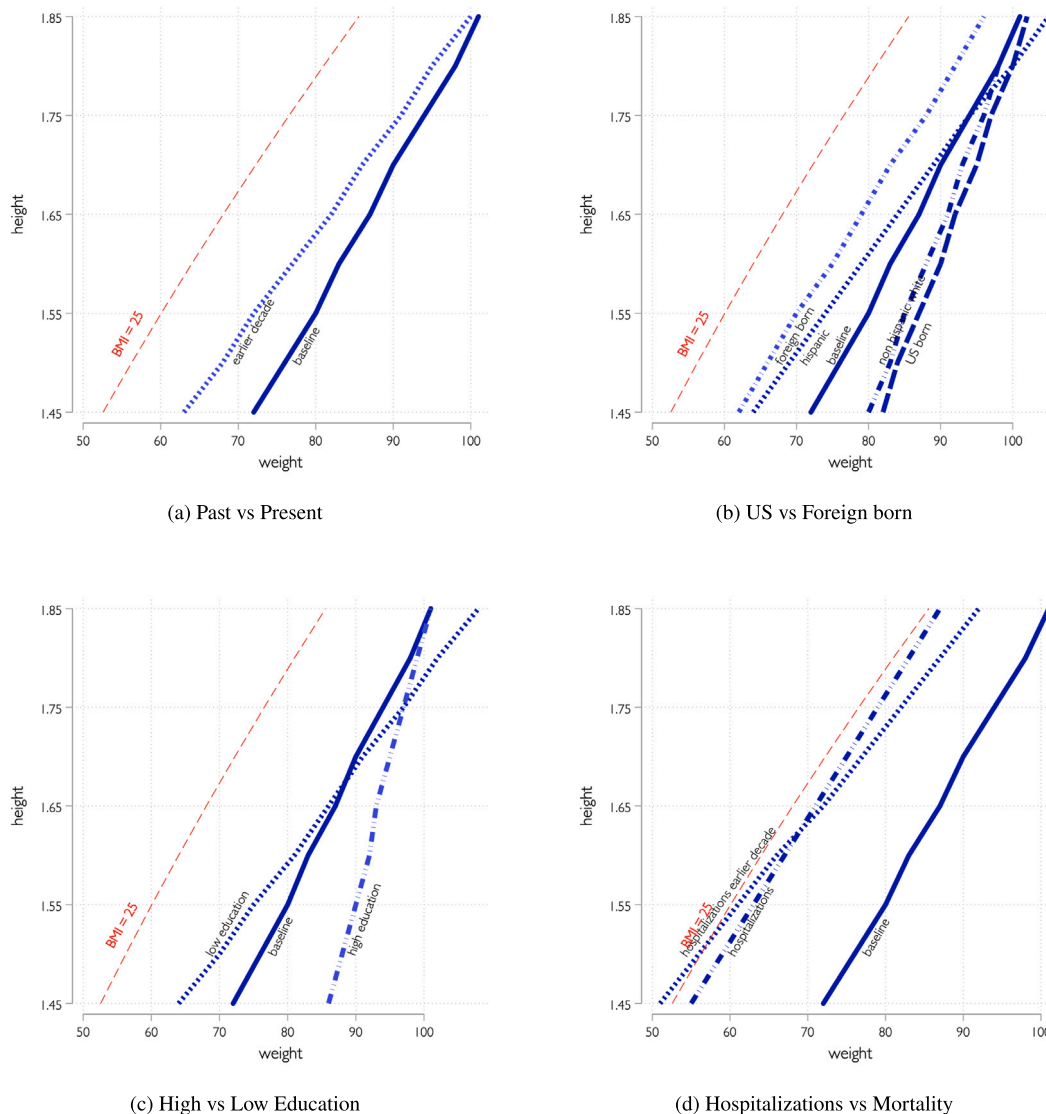 1.85
1.75
1.65
1.55
1.45
height
BMI = 25
earlier decade
baseline
50 60 70 80 90 100
weight
(a) Past vs Present
1.85
1.75
1.65
1.55
1.45
height
BMI = 25
foreign born
hispanic
baseline
non hispanic white
US born
50 60 70 80 90 100
weight
(b) US vs Foreign born
1.85
1.75
1.65
1.55
1.45
height
BMI = 25
low education
baseline
high education
50 60 70 80 90 100
weight
(c) High vs Low Education
1.85
1.75
1.65
1.55
1.45
height
BMI = 25
hospitalizations earlier decade
hospitalizations
baseline
50 60 70 80 90 100
weight
(d) Hospitalizations vs Mortality